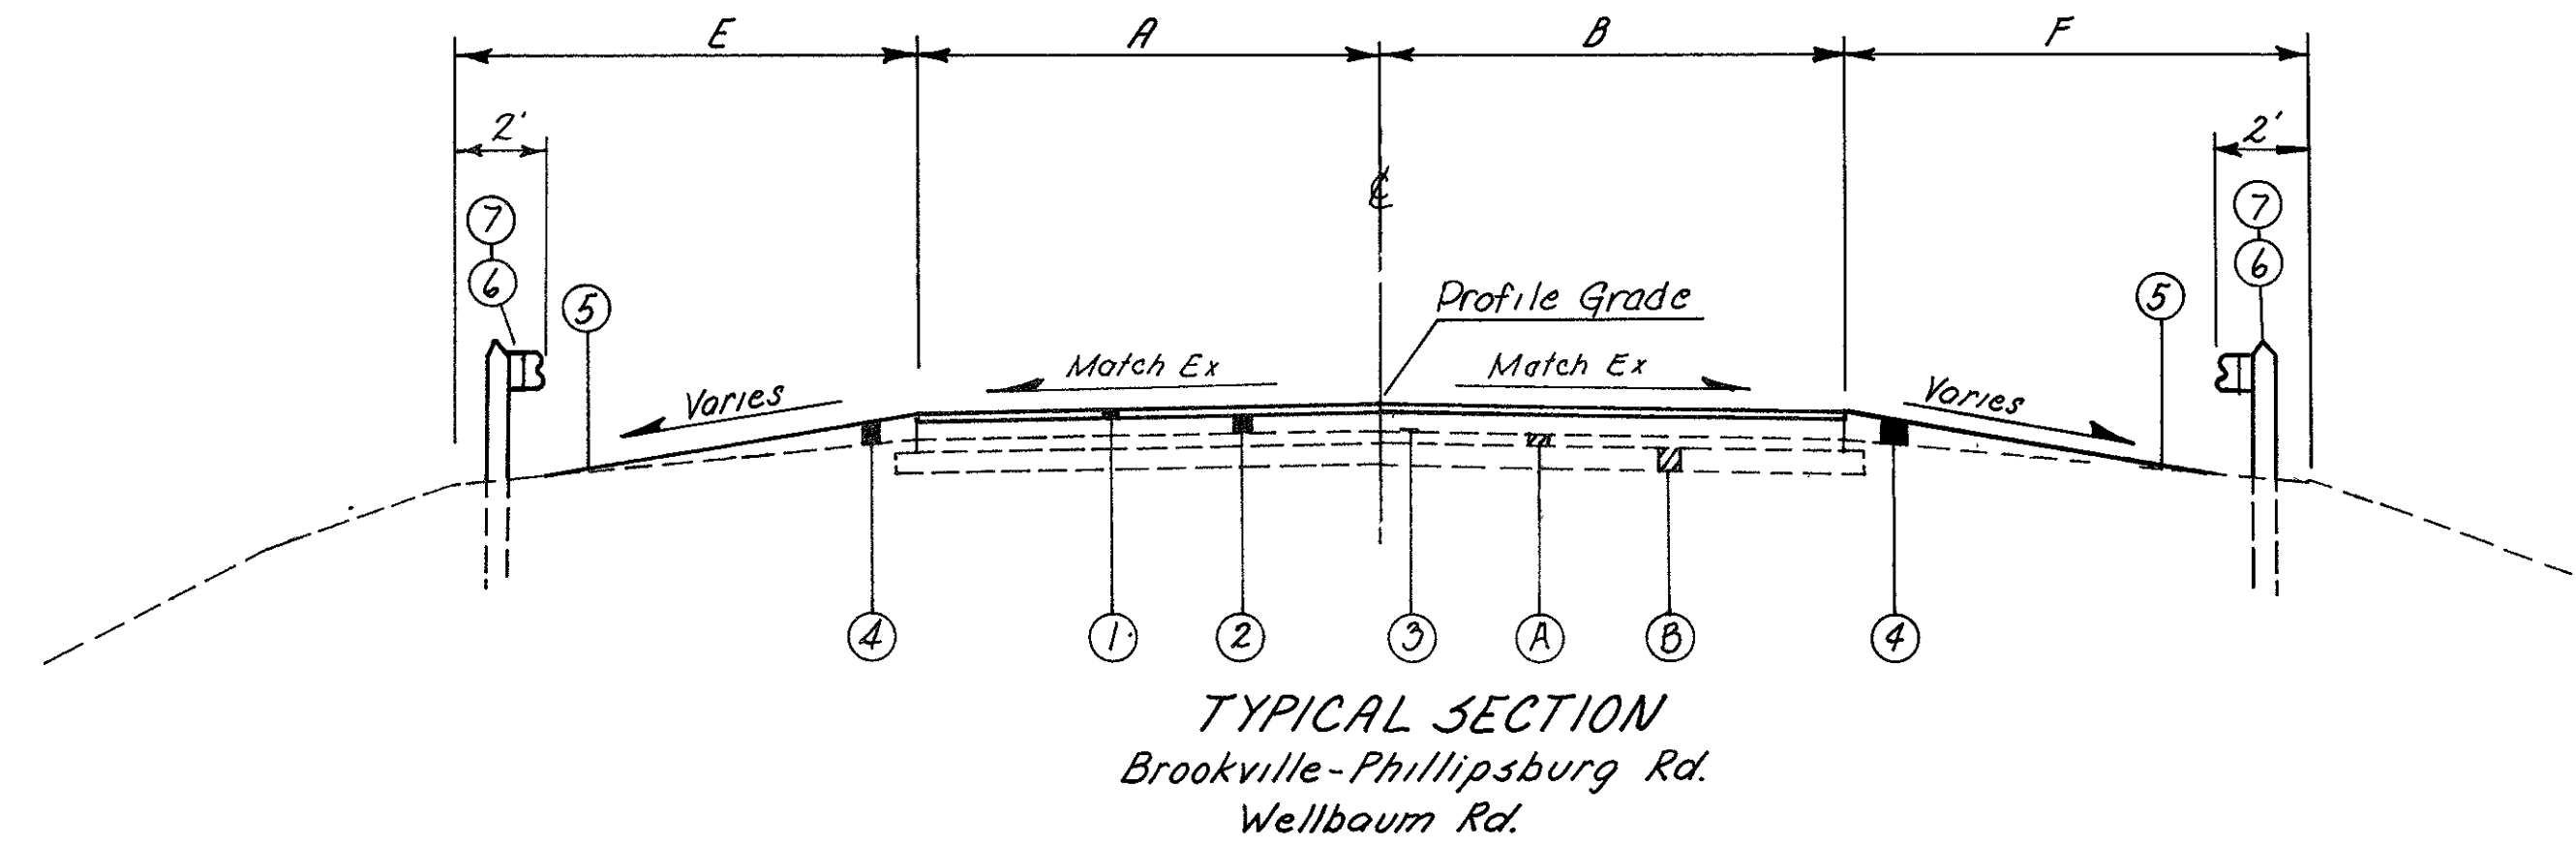 E A B F
2' 2'
℄
7 7
6 6
5 5
Profile Grade
Match Ex Match Ex
Varies Varies
4 1 2 3 A B 4
TYPICAL SECTION
Brookville-Phillipsburg Rd.
Wellbaum Rd.